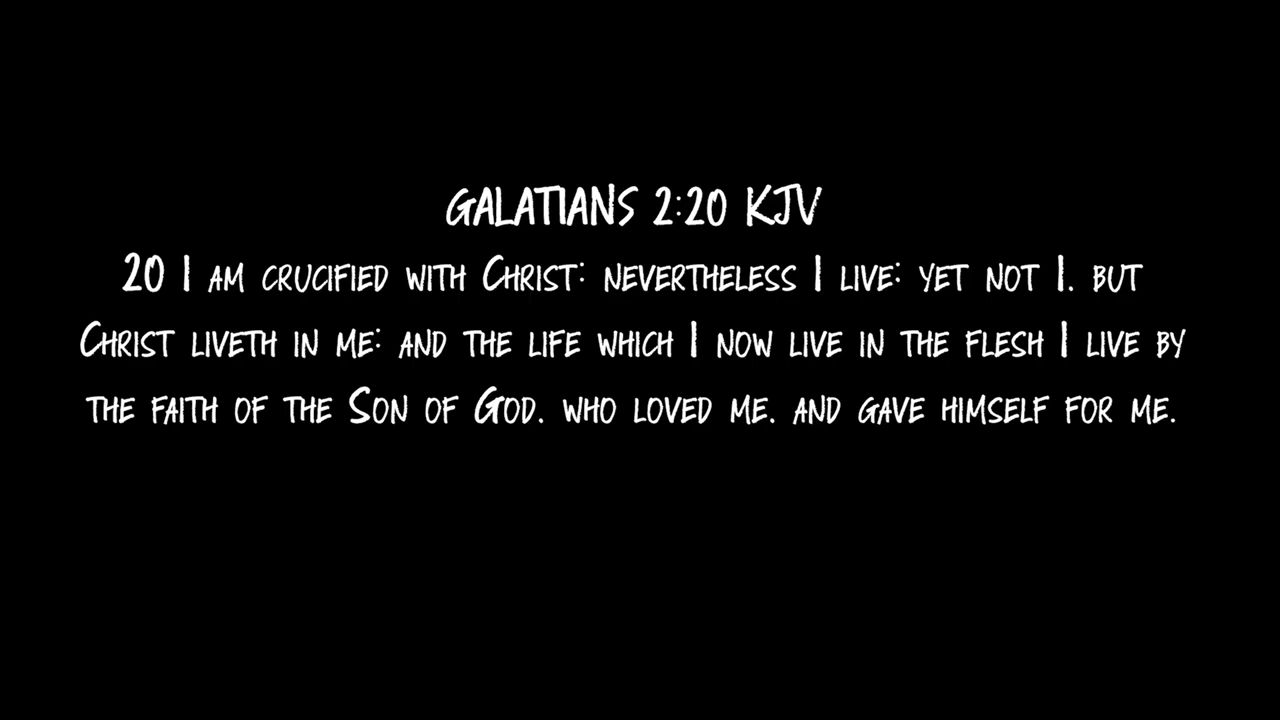 GALATIANS 2:20 KJV
20 I am crucified with Christ: nevertheless I live: yet not I. but
Christ liveth in me: and the life which I now live in the flesh I live by
the faith of the Son of God. who loved me. and gave himself for me.